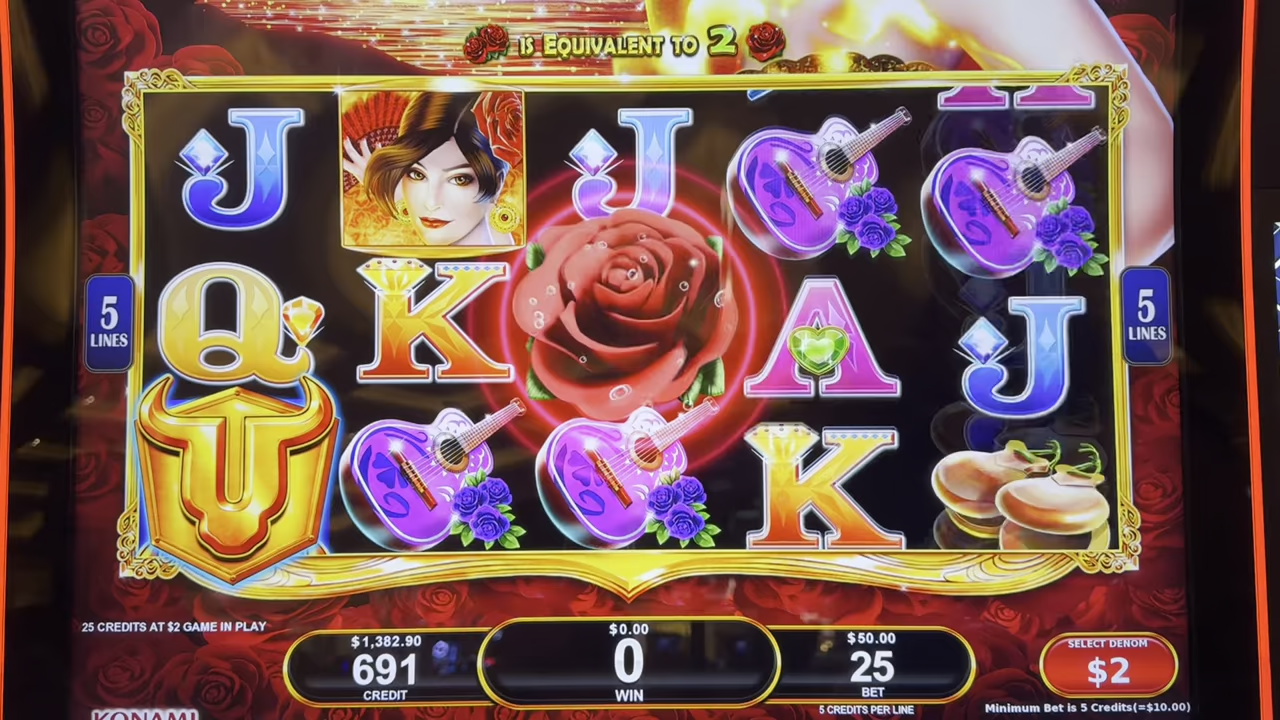 IS EQUIVALENT TO 2
J J
Q K A J
K
5 LINES
5 LINES
25 CREDITS AT $2 GAME IN PLAY
$1,382.90
691
CREDIT
$0.00
0
WIN
$50.00
25
BET
5 CREDITS PER LINE
SELECT DENOM
$2
Minimum Bet is 5 Credits(=$10.00)
KONAMI